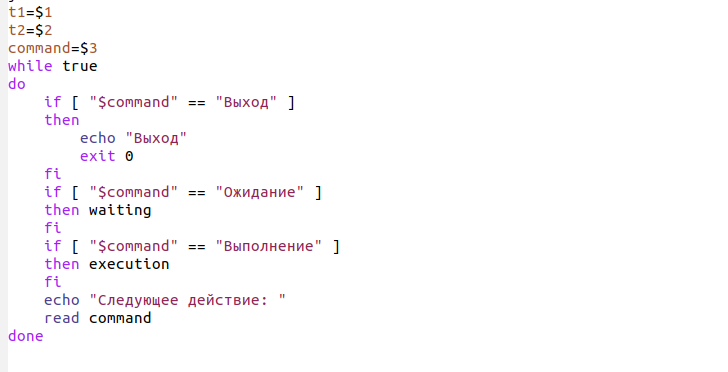 t1=$1
t2=$2
command=$3
while true
do
    if [ "$command" == "Выход" ]
    then
        echo "Выход"
        exit 0
    fi
    if [ "$command" == "Ожидание" ]
    then waiting
    fi
    if [ "$command" == "Выполнение" ]
    then execution
    fi
    echo "Следующее действие: "
    read command
done